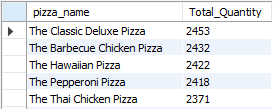 pizza_name Total_Quantity
The Classic Deluxe Pizza 2453
The Barbecue Chicken Pizza 2432
The Hawaiian Pizza 2422
The Pepperoni Pizza 2418
The Thai Chicken Pizza 2371